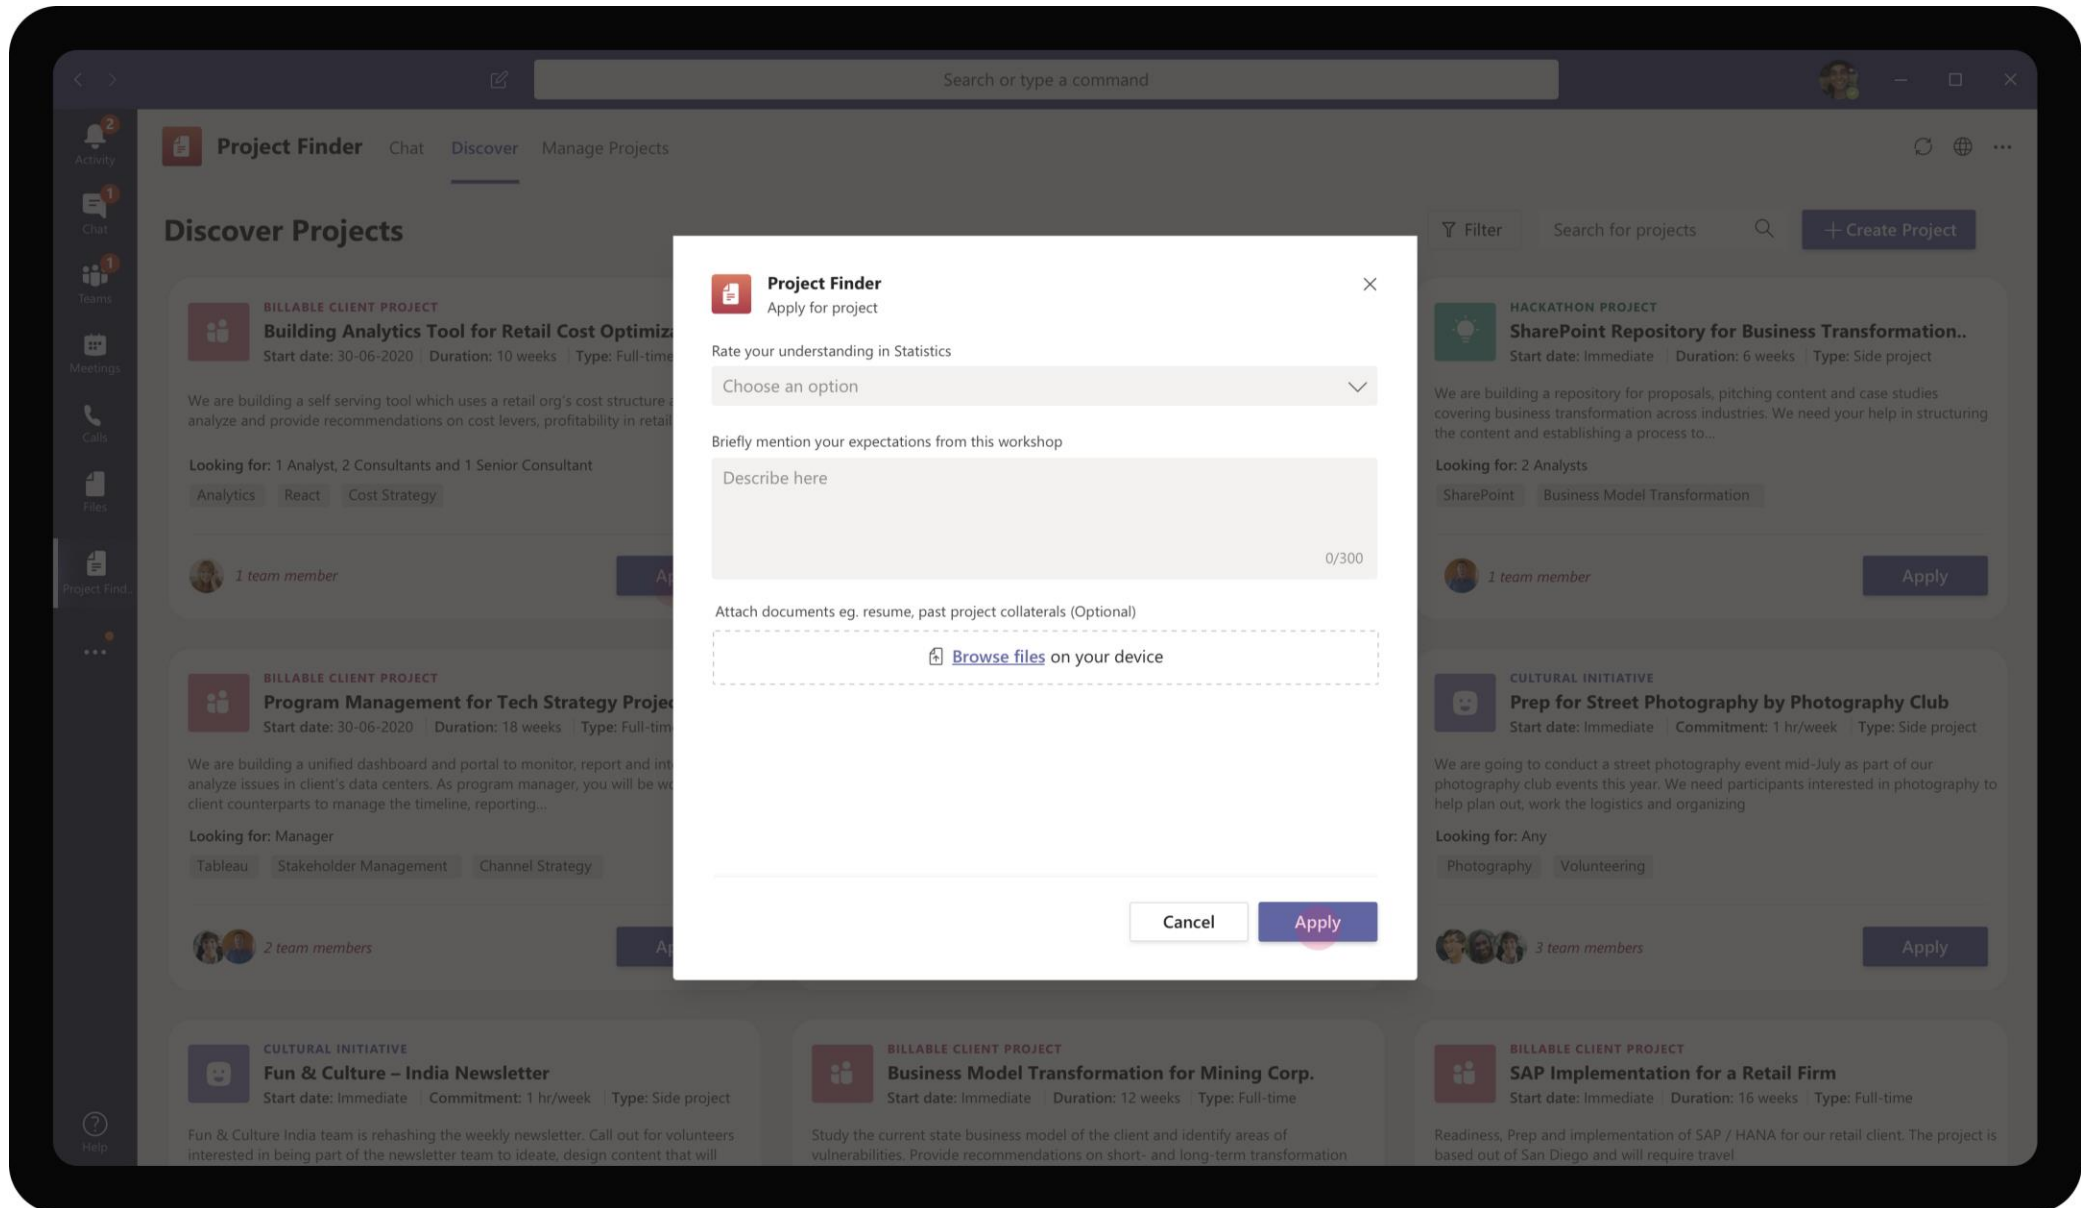 Search or type a command
2
Activity
1
Chat
1
Teams
Meetings
Calls
Files
Project Find..
Help
Project Finder Chat Discover Manage Projects
Discover Projects
Filter Search for projects Create Project
BILLABLE CLIENT PROJECT
Building Analytics Tool for Retail Cost
Start date: 30-06-2020 Duration: 10 weeks Type: Full-time
We are building a self serving tool which uses a retail org's cost structure
analyze and provide recommendations on cost levers, profitability in retail
Looking for: 1 Analyst, 2 Consultants and 1 Senior Consultant
Analytics React Cost Strategy
1 team member
Project Finder
Apply for project
Rate your understanding in Statistics
Choose an option
Briefly mention your expectations from this workshop
Describe here
0/300
Attach documents eg. resume, past project collaterals (Optional)
Browse files on your device
Cancel Apply
HACKATHON PROJECT
SharePoint Repository for Business Transformation..
Start date: Immediate Duration: 6 weeks Type: Side project
We are building a repository for proposals, pitching content and case studies
covering business transformation across industries. We need your help in structuring
the content and establishing a process to...
Looking for: 2 Analysts
SharePoint Business Model Transformation
1 team member Apply
BILLABLE CLIENT PROJECT
Program Management for Tech Strategy
Start date: 30-06-2020 Duration: 18 weeks Type:
We are building a unified dashboard and portal to monitor, report and
analyze issues in client's data centers. As program manager, you will be
client counterparts to manage the timeline, reporting...
Looking for: Manager
Tableau Stakeholder Management Channel Strategy
2 team members
CULTURAL INITIATIVE
Prep for Street Photography by Photography Club
Start date: Immediate Commitment: 1 hr/week Type: Side project
We are going to conduct a street photography event mid-July as part of our
photography club events this year. We need participants interested in photography to
help plan out, work the logistics and organizing
Looking for: Any
Photography Volunteering
3 team members Apply
CULTURAL INITIATIVE
Fun & Culture – India Newsletter
Start date: Immediate Commitment: 1 hr/week Type: Side project
Fun & Culture India team is rehashing the weekly newsletter. Call out for volunteers
interested in being part of the newsletter team to ideate, design content that will
BILLABLE CLIENT PROJECT
Business Model Transformation for Mining Corp.
Start date: Immediate Duration: 12 weeks Type: Full-time
Study the current state business model of the client and identify areas of
vulnerabilities. Provide recommendations on short- and long-term transformation
BILLABLE CLIENT PROJECT
SAP Implementation for a Retail Firm
Start date: Immediate Duration: 16 weeks Type: Full-time
Readiness, Prep and implementation of SAP / HANA for our retail client. The project is
based out of San Diego and will require travel